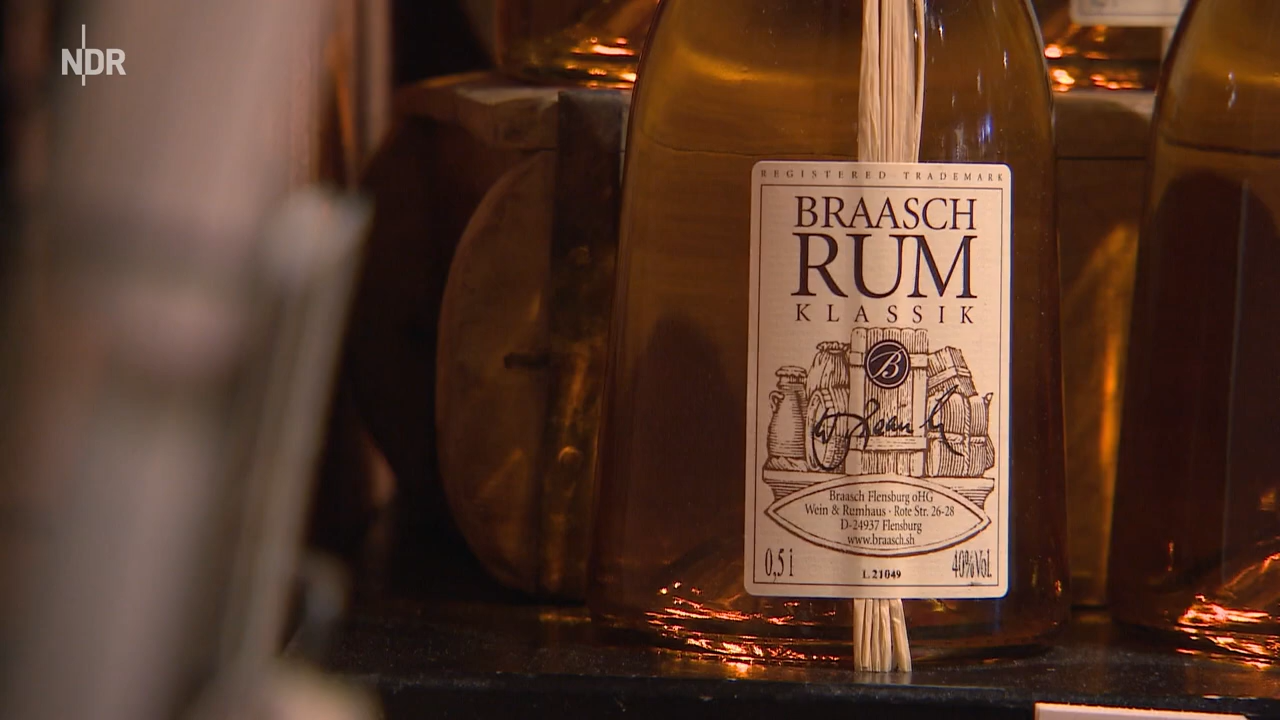 NDR
REGISTERED TRADEMARK
BRAASCH
RUM
KLASSIK
B
Braasch Flensburg oHG
Wein & Rumhaus · Rote Str. 26-28
D-24937 Flensburg
www.braasch.sh
0,5 l
L 21049
40%Vol.